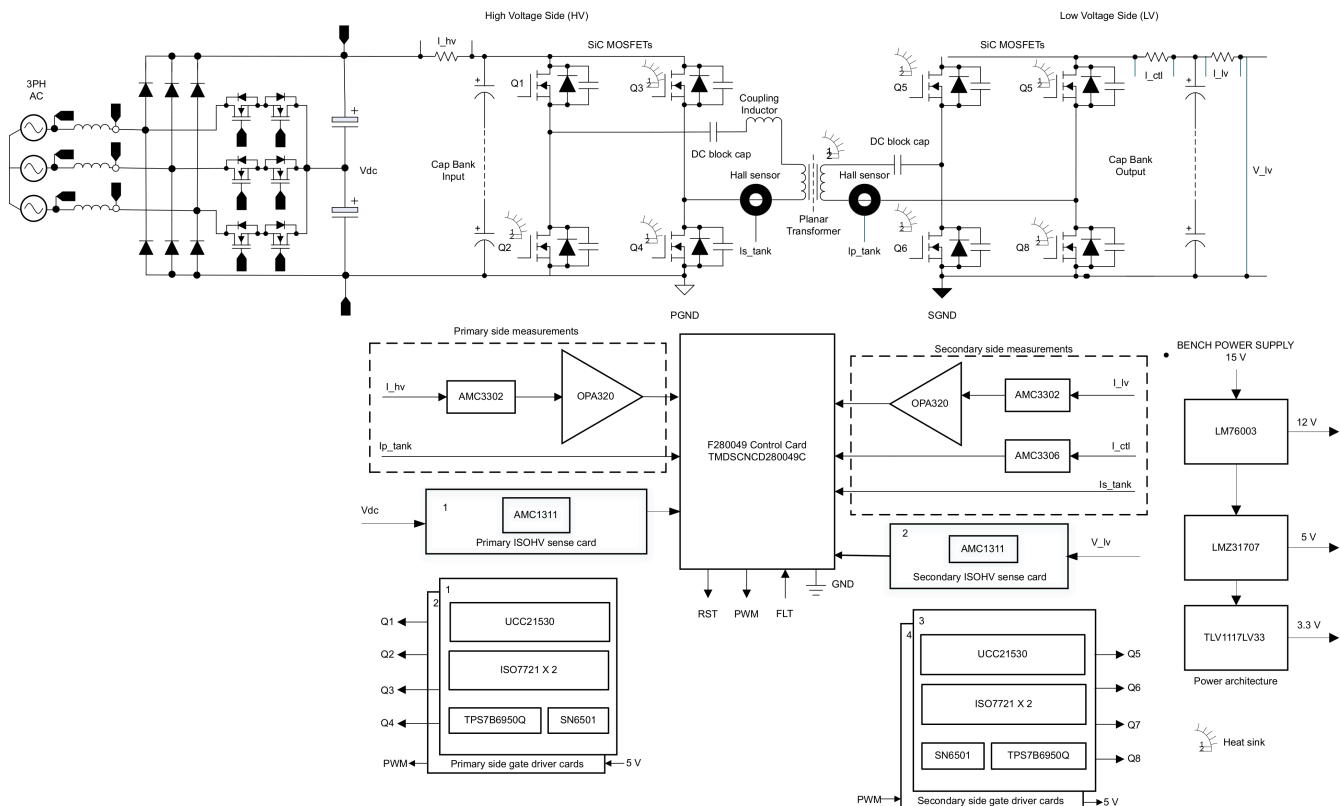 High Voltage Side (HV)
Low Voltage Side (LV)
I_hv
SiC MOSFETs
SiC MOSFETs
3PH
AC
Q1
Q3
Q5
Q5
I_ctl
I_lv
Coupling
Inductor
DC block cap
DC block cap
Vdc
Cap Bank
Input
Hall sensor
Hall sensor
Cap Bank
Output
V_lv
Planar
Transformer
Q2
Q4
Is_tank
Ip_tank
Q6
Q8
PGND
SGND
Primary side measurements
I_hv
AMC3302
OPA320
Ip_tank
Vdc
1
AMC1311
Primary ISOHV sense card
F280049 Control Card
TMDSCNCD280049C
RST
PWM
FLT
GND
Secondary side measurements
OPA320
AMC3302
I_lv
AMC3306
I_ctl
Is_tank
2
AMC1311
Secondary ISOHV sense card
V_lv
BENCH POWER SUPPLY
15 V
LM76003
12 V
LMZ31707
5 V
TLV1117LV33
3.3 V
Power architecture
1
2
UCC21530
ISO7721 X 2
TPS7B6950Q
SN6501
Q1
Q2
Q3
Q4
PWM
Primary side gate driver cards
5 V
3
4
UCC21530
ISO7721 X 2
SN6501
TPS7B6950Q
Q5
Q6
Q7
Q8
PWM
Secondary side gate driver cards
5 V
1
2
Heat sink